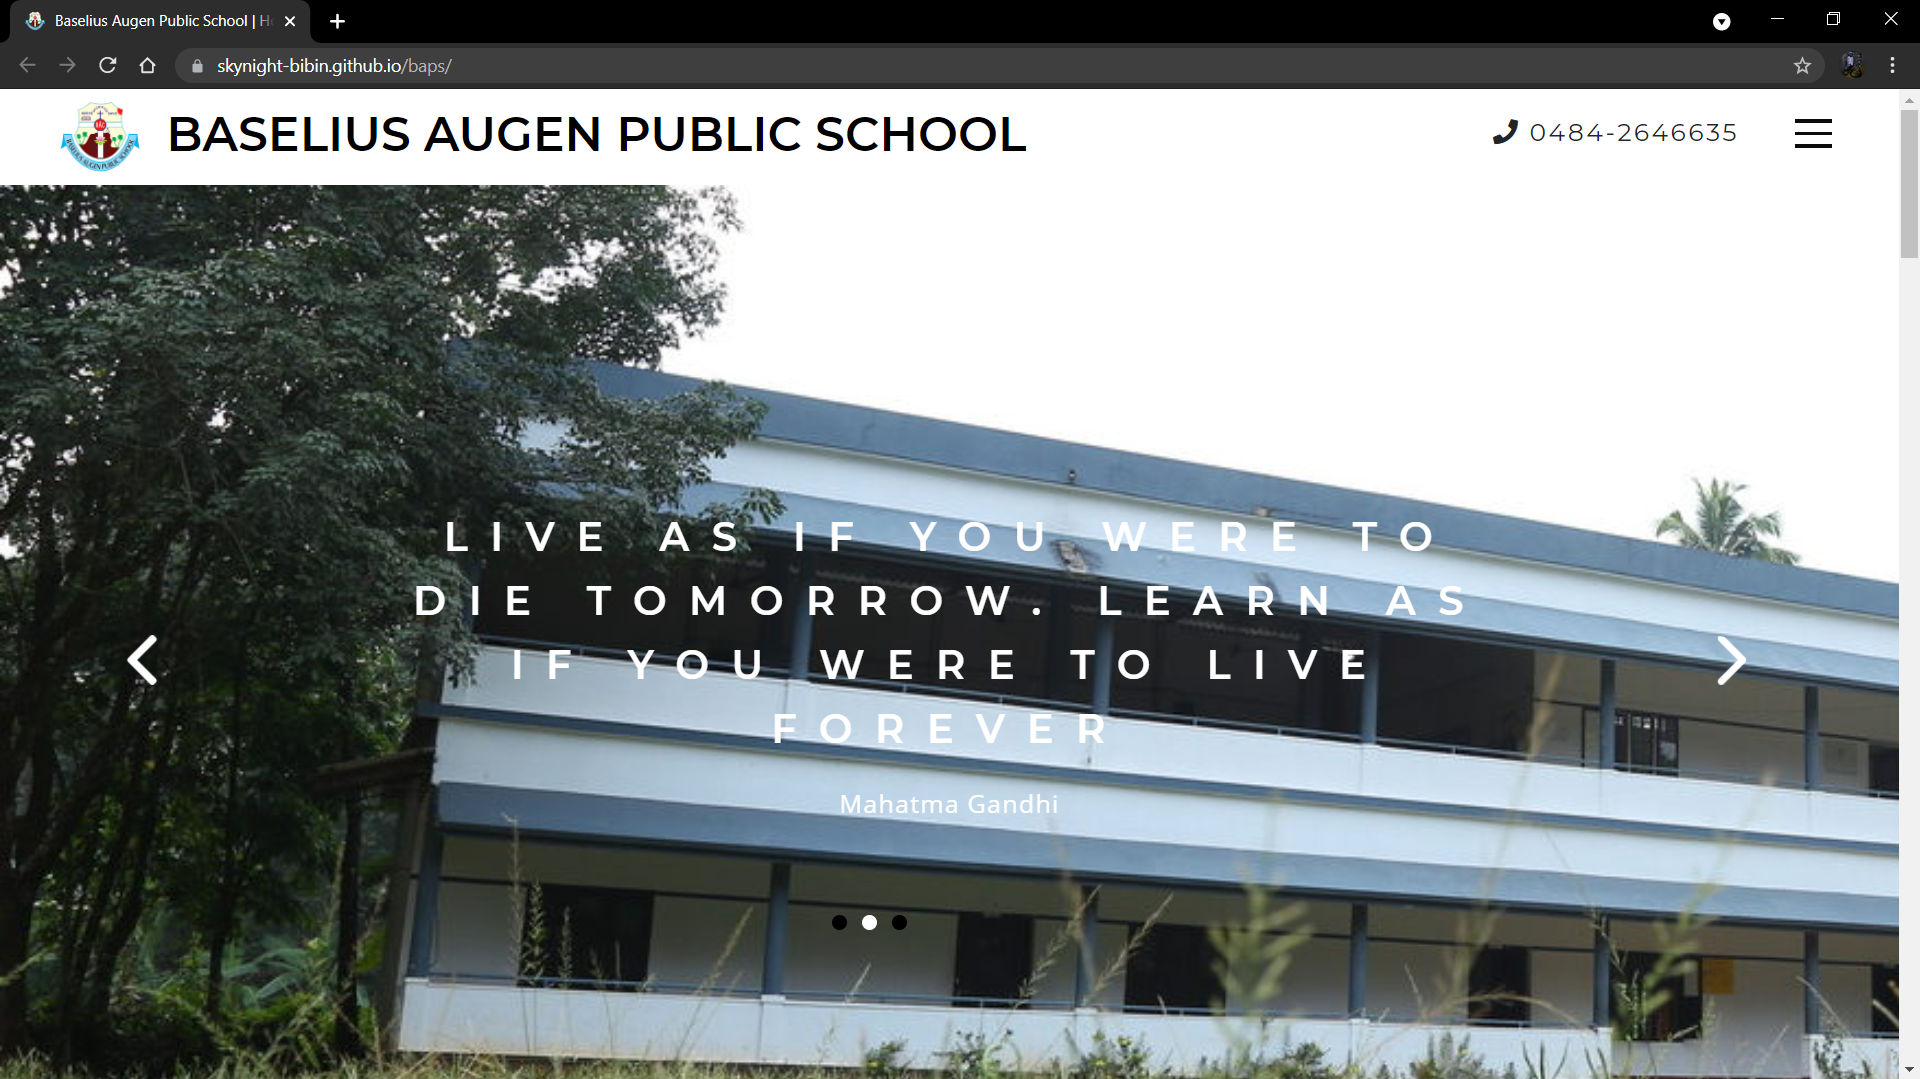 Baselius Augen Public School | Ho
skynight-bibin.github.io/baps/
BASELIUS AUGEN PUBLIC SCHOOL
0484-2646635
LIVE AS IF YOU WERE TO
DIE TOMORROW. LEARN AS
IF YOU WERE TO LIVE
FOREVER
Mahatma Gandhi